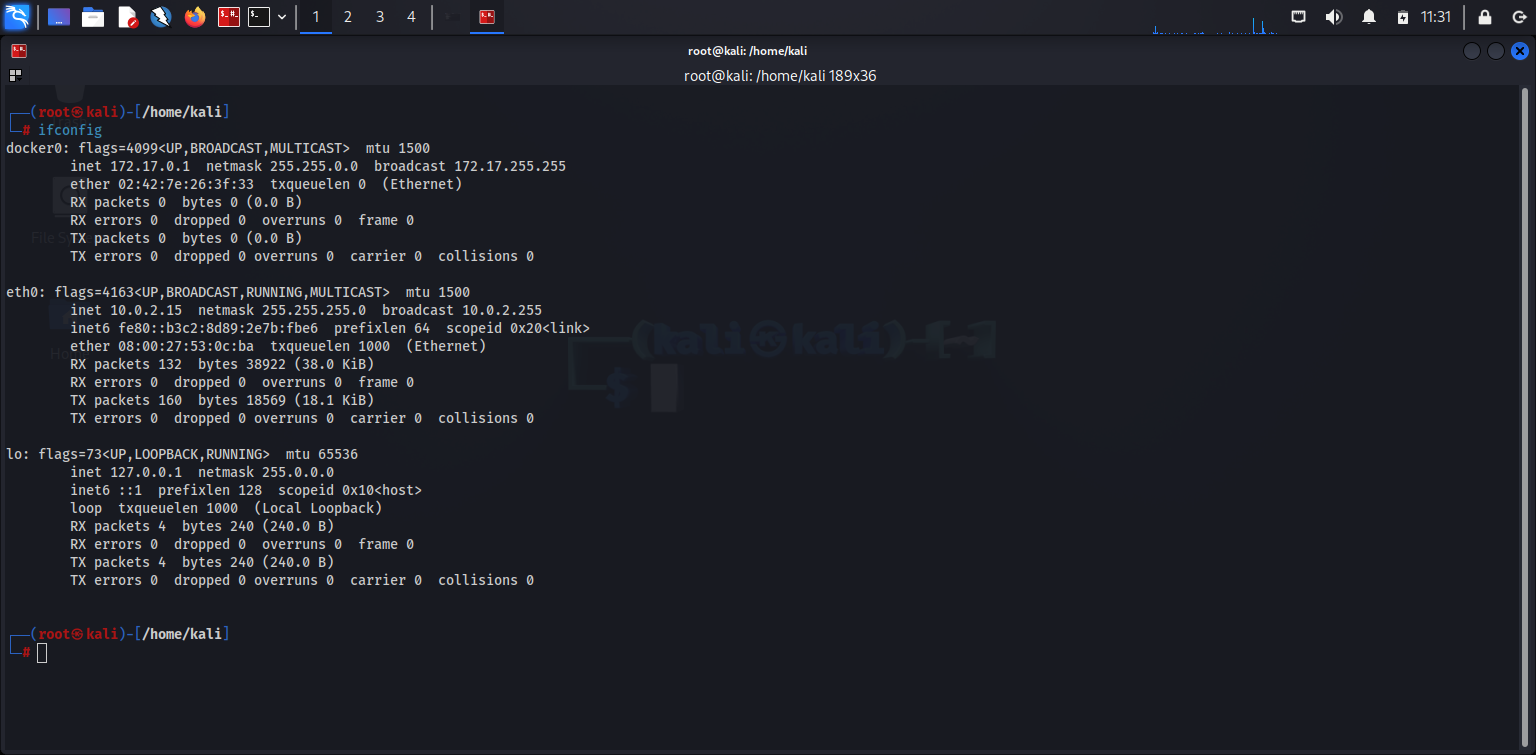 1 2 3 4 11:31
root@kali: /home/kali
root@kali: /home/kali 189x36
┌──(root㉿kali)-[/home/kali]
└─# ifconfig
docker0: flags=4099<UP,BROADCAST,MULTICAST>  mtu 1500
        inet 172.17.0.1  netmask 255.255.0.0  broadcast 172.17.255.255
        ether 02:42:7e:26:3f:33  txqueuelen 0  (Ethernet)
        RX packets 0  bytes 0 (0.0 B)
        RX errors 0  dropped 0  overruns 0  frame 0
        TX packets 0  bytes 0 (0.0 B)
        TX errors 0  dropped 0 overruns 0  carrier 0  collisions 0

eth0: flags=4163<UP,BROADCAST,RUNNING,MULTICAST>  mtu 1500
        inet 10.0.2.15  netmask 255.255.255.0  broadcast 10.0.2.255
        inet6 fe80::b3c2:8d89:2e7b:fbe6  prefixlen 64  scopeid 0x20<link>
        ether 08:00:27:53:0c:ba  txqueuelen 1000  (Ethernet)
        RX packets 132  bytes 38922 (38.0 KiB)
        RX errors 0  dropped 0  overruns 0  frame 0
        TX packets 160  bytes 18569 (18.1 KiB)
        TX errors 0  dropped 0 overruns 0  carrier 0  collisions 0

lo: flags=73<UP,LOOPBACK,RUNNING>  mtu 65536
        inet 127.0.0.1  netmask 255.0.0.0
        inet6 ::1  prefixlen 128  scopeid 0x10<host>
        loop  txqueuelen 1000  (Local Loopback)
        RX packets 4  bytes 240 (240.0 B)
        RX errors 0  dropped 0  overruns 0  frame 0
        TX packets 4  bytes 240 (240.0 B)
        TX errors 0  dropped 0 overruns 0  carrier 0  collisions 0

┌──(root㉿kali)-[/home/kali]
└─#
(kali㉿kali)-[~]
$